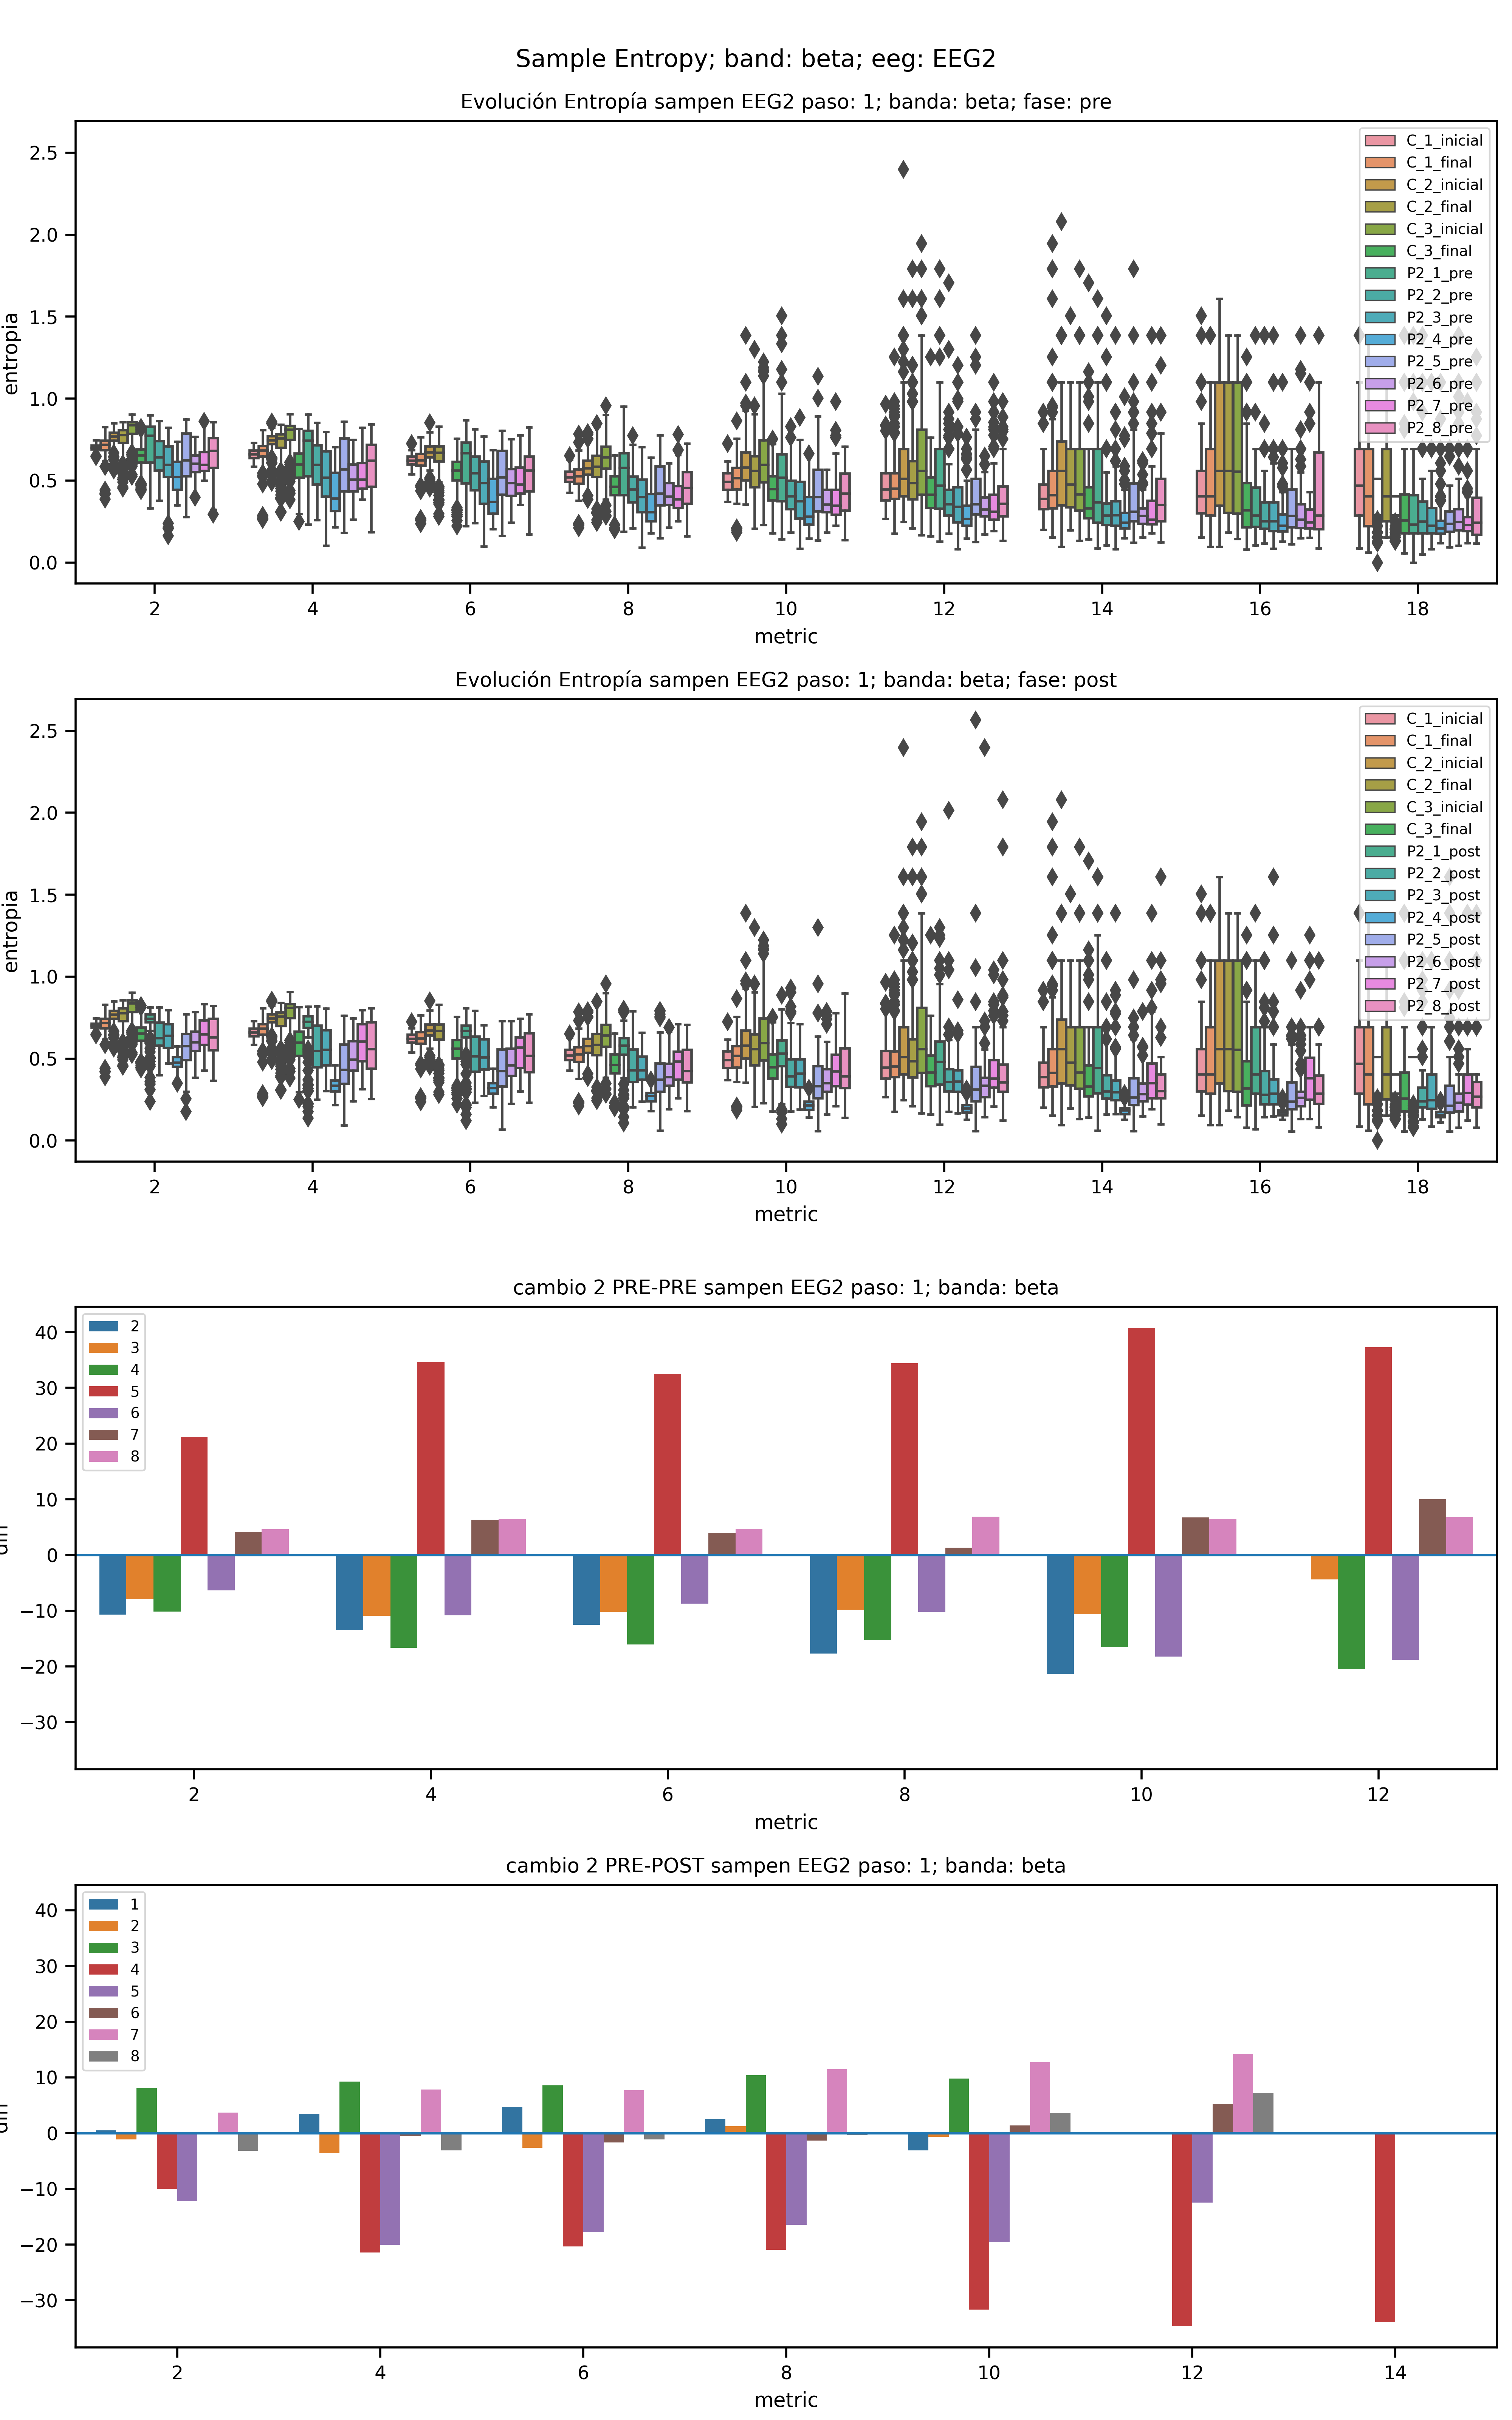 Sample Entropy; band: beta; eeg: EEG2
Evolución Entropía sampen EEG2 paso: 1; banda: beta; fase: pre
entropia
2.5
2.0
1.5
1.0
0.5
0.0
C_1_inicial
C_1_final
C_2_inicial
C_2_final
C_3_inicial
C_3_final
P2_1_pre
P2_2_pre
P2_3_pre
P2_4_pre
P2_5_pre
P2_6_pre
P2_7_pre
P2_8_pre
2 4 6 8 10 12 14 16 18
metric
Evolución Entropía sampen EEG2 paso: 1; banda: beta; fase: post
entropia
2.5
2.0
1.5
1.0
0.5
0.0
C_1_inicial
C_1_final
C_2_inicial
C_2_final
C_3_inicial
C_3_final
P2_1_post
P2_2_post
P2_3_post
P2_4_post
P2_5_post
P2_6_post
P2_7_post
P2_8_post
2 4 6 8 10 12 14 16 18
metric
cambio 2 PRE-PRE sampen EEG2 paso: 1; banda: beta
40
30
20
10
0
−10
−20
−30
2
3
4
5
6
7
8
2 4 6 8 10 12
metric
cambio 2 PRE-POST sampen EEG2 paso: 1; banda: beta
40
30
20
10
0
−10
−20
−30
1
2
3
4
5
6
7
8
2 4 6 8 10 12 14
metric